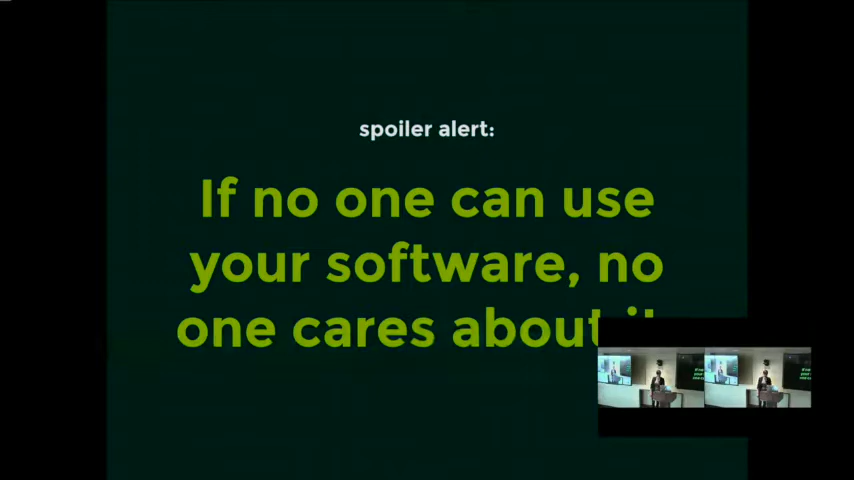 spoiler alert:
If no one can use
your software, no
one cares about